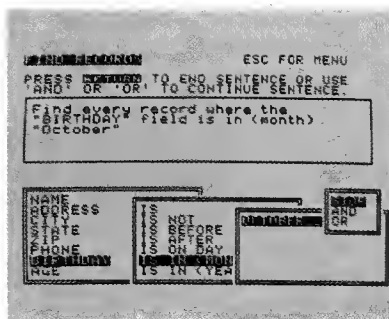 FIND RECORDS ESC FOR MENU
PRESS RETURN TO END SENTENCE OR USE
'AND' OR 'OR' TO CONTINUE SENTENCE.
Find every record where the
"BIRTHDAY" field is in (month)
"October"
NAME
ADDRESS
CITY
STATE
ZIP
PHONE
BIRTHDAY
AGE
IS
IS NOT
IS BEFORE
IS AFTER
IS ON DAY
IS IN (MON
IS IN (YEA
OCTOBER
AND
OR